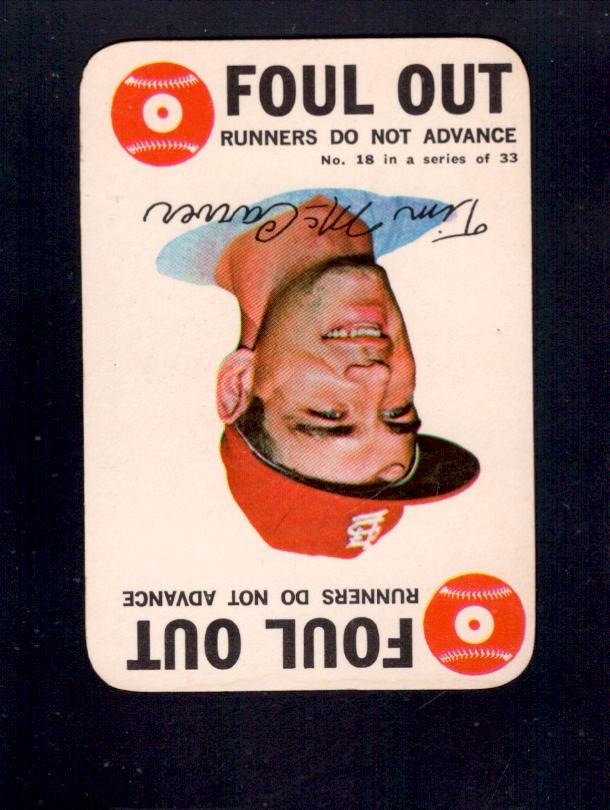 FOUL OUT
RUNNERS DO NOT ADVANCE
No. 18 in a series of 33
Tim McCarver
StL
RUNNERS DO NOT ADVANCE
FOUL OUT